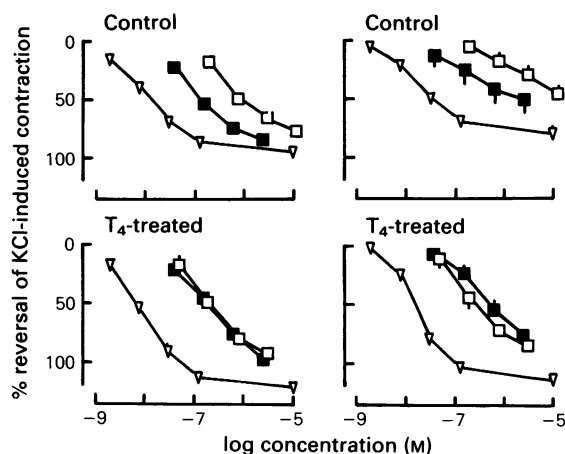 Control
Control
0
50
100
T4-treated
T4-treated
0
50
100
% reversal of KCl-induced contraction
-9
-7
-5
-9
-7
-5
log concentration (M)